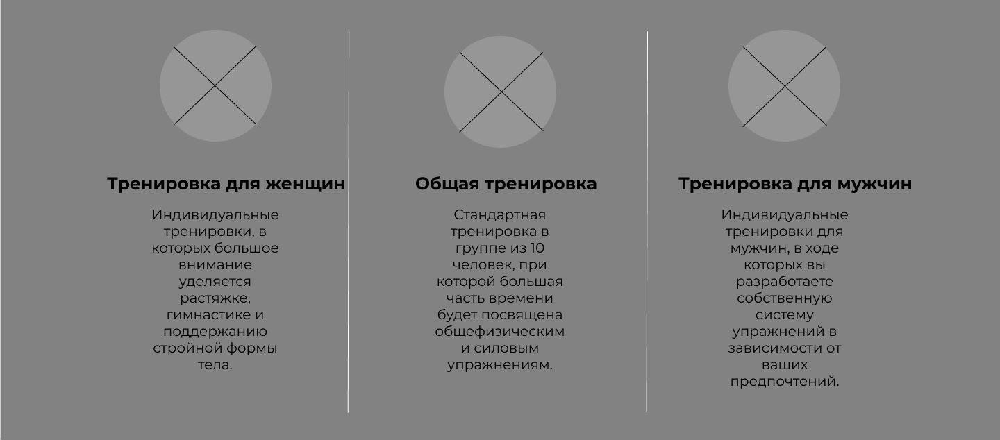 Тренировка для женщин
Индивидуальные
тренировки, в
которых большое
внимание
уделяется
растяжке,
гимнастике и
поддержанию
стройной формы
тела.
Общая тренировка
Стандартная
тренировка в
группе из 10
человек, при
которой большая
часть времени
будет посвящена
общефизическим
и силовым
упражнениям.
Тренировка для мужчин
Индивидуальные
тренировки для
мужчин, в ходе
которых вы
разработаете
собственную
систему
упражнений в
зависимости от
ваших
предпочтений.